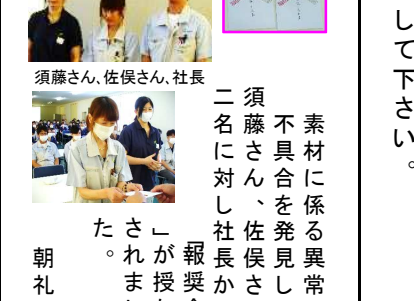 して下さい。
須藤さん、佐俣さん、社長
素材に係る異常
不具合を発見し
須藤さん、佐俣さ
二名に対し社長か
「報奨金
」が授
されまし
た。
朝礼